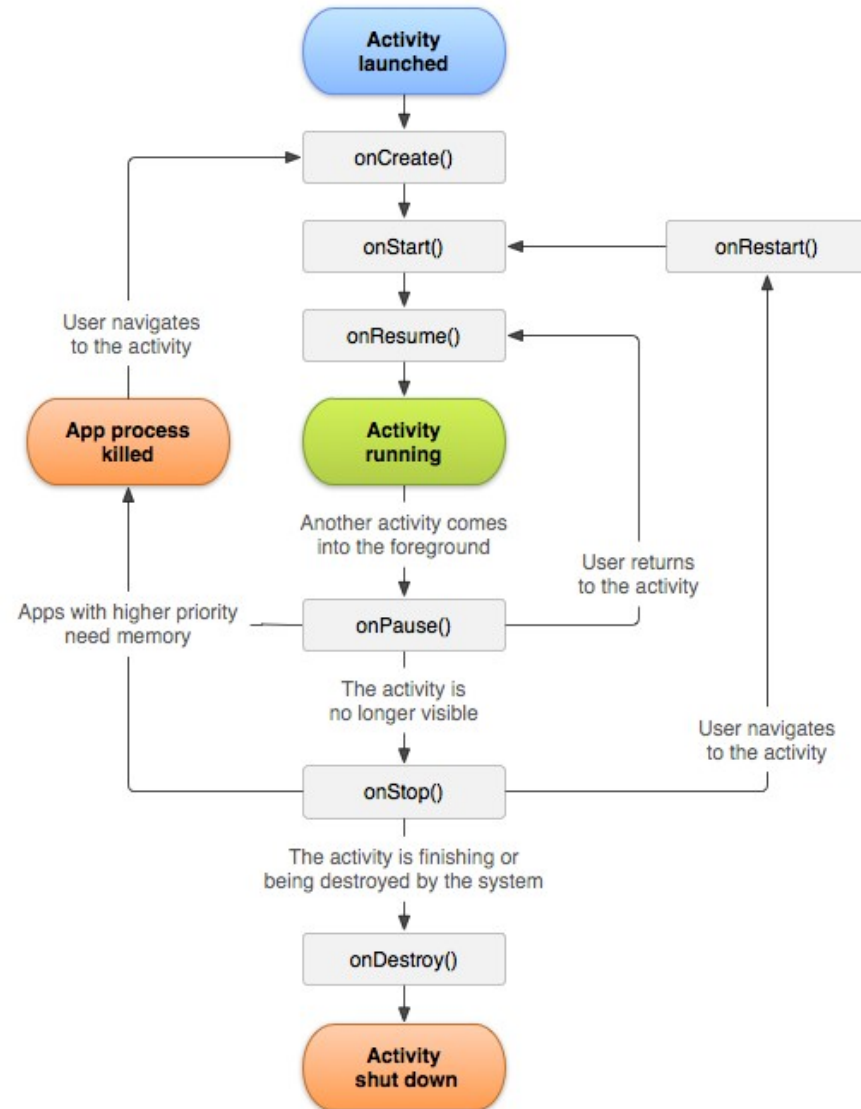 Activity
launched
onCreate()
onStart()
onRestart()
User navigates
to the activity
onResume()
App process
killed
Activity
running
Another activity comes
into the foreground
User returns
to the activity
Apps with higher priority
need memory
onPause()
The activity is
no longer visible
User navigates
to the activity
onStop()
The activity is finishing or
being destroyed by the system
onDestroy()
Activity
shut down